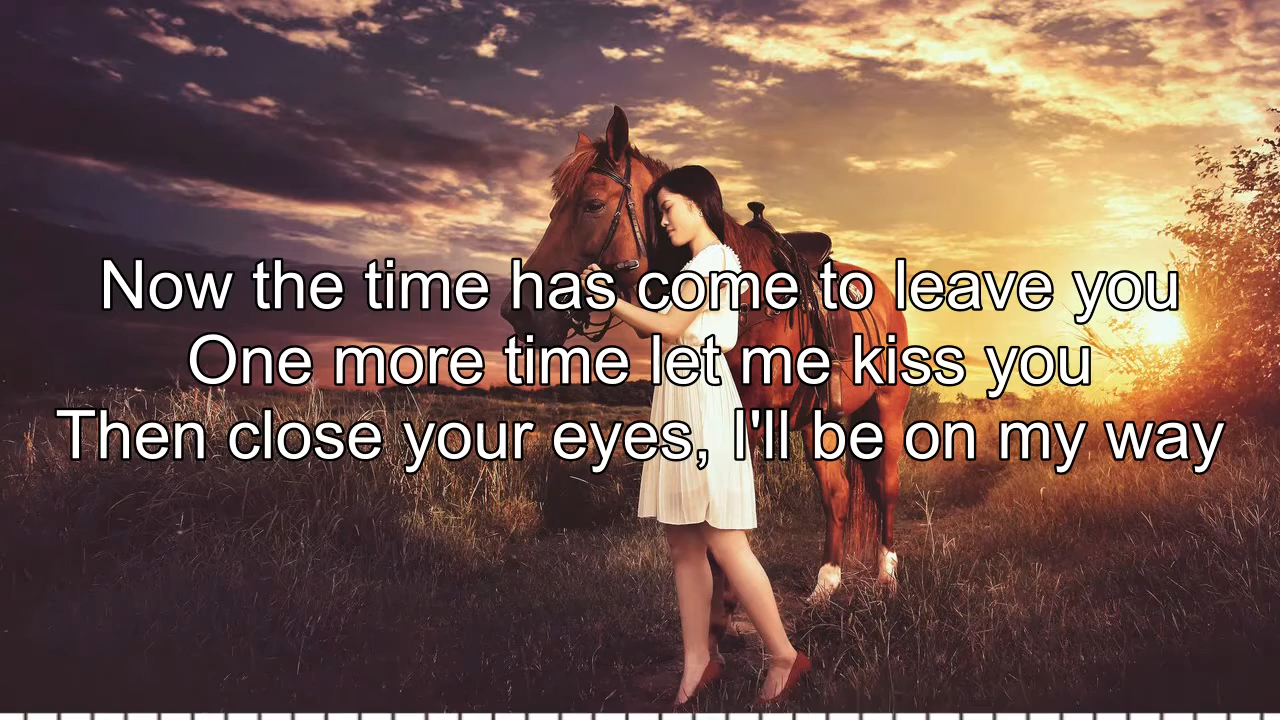 Now the time has come to leave you
One more time let me kiss you
Then close your eyes, I'll be on my way